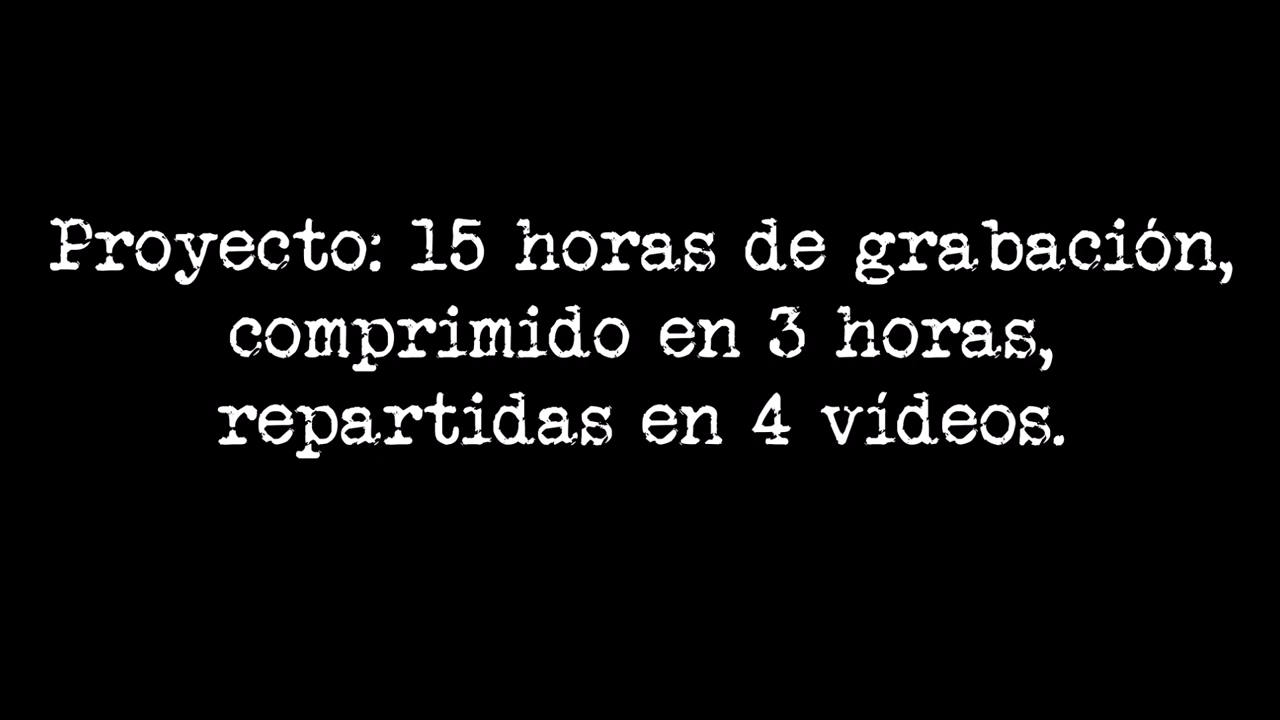 Proyecto: 15 horas de grabación,
comprimido en 3 horas,
repartidas en 4 vídeos.